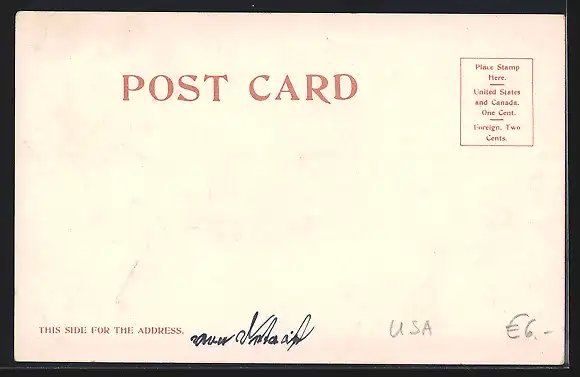 POST CARD
Place Stamp
Here.
United States
and Canada,
One Cent.
Foreign, Two
Cents.
THIS SIDE FOR THE ADDRESS.
USA
€6.-